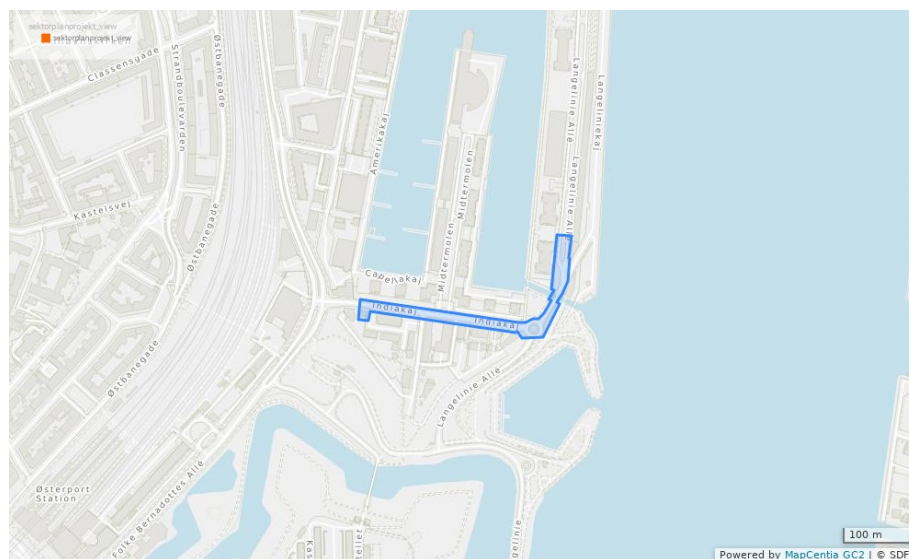 sektorplanprojekt_view
sektorplanprojekt_view
Classensgade
Strandboulevarden
Østbanegade
Kastelsvej
Østbanegade
Østbanegade
Amerikakaj
Midtermolen
Midtermolen
Langelinie Allé
Langelinie Allé
Langeliniekaj
Indiakaj
Indiakaj
Langelinie Allé
Østerport
Station
Folke Bernadottes Allé
Langelinie
100 m
Powered by MapCentia GC2 | © SDF